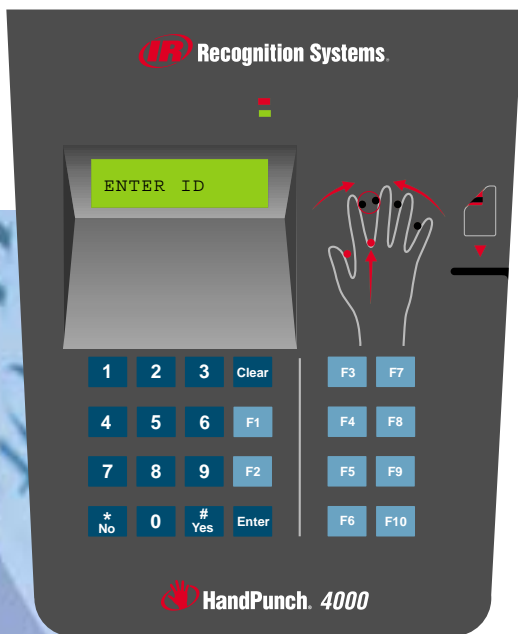 IR Recognition Systems.
ENTER ID
1 2 3 Clear F3 F7
4 5 6 F1 F4 F8
7 8 9 F2 F5 F9
* No 0 # Yes Enter F6 F10
HandPunch. 4000